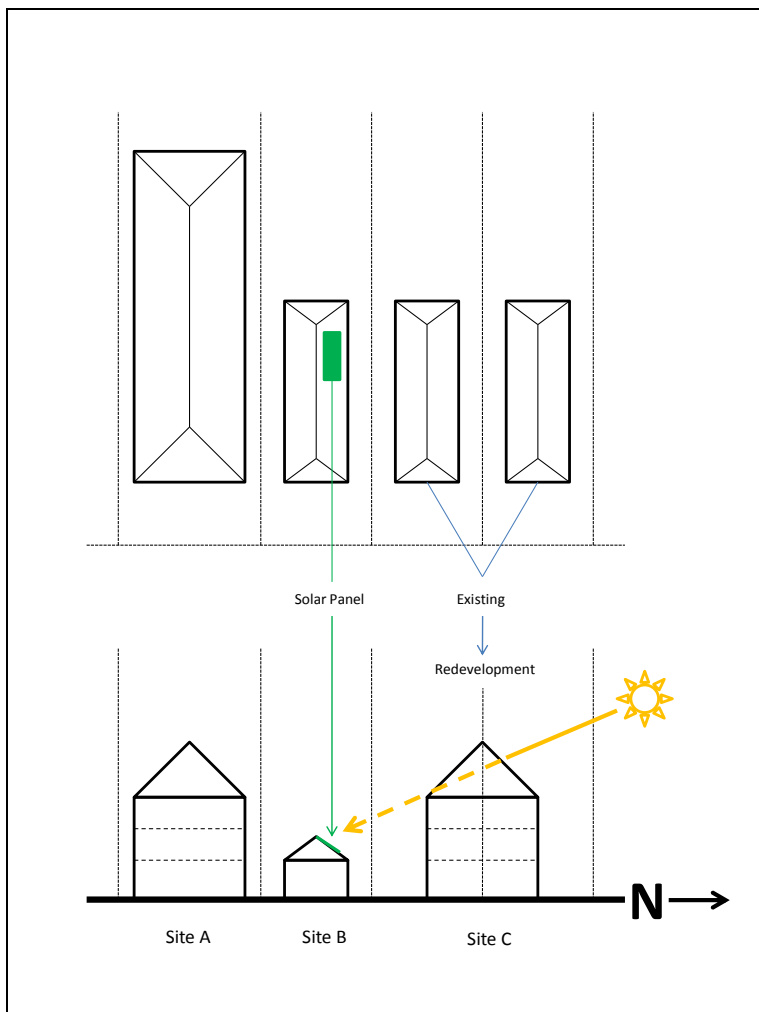 Solar Panel
Existing
Redevelopment
N
Site A
Site B
Site C